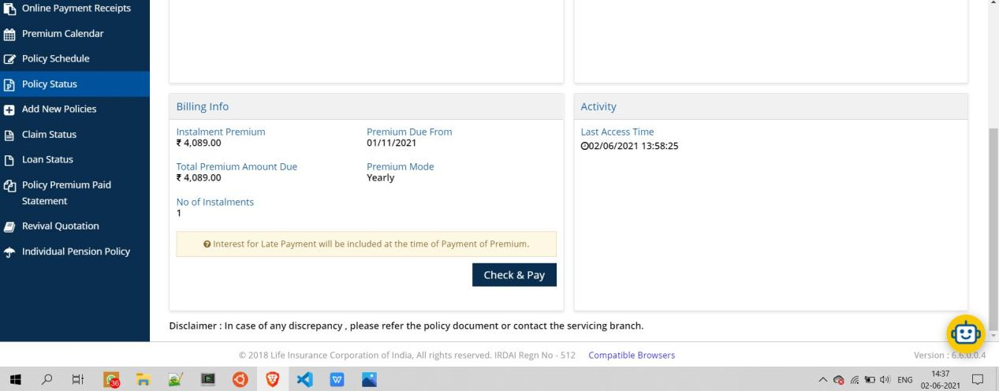 Online Payment Receipts
Premium Calendar
Policy Schedule
Policy Status
Add New Policies
Claim Status
Loan Status
Policy Premium Paid
Statement
Revival Quotation
Individual Pension Policy
Billing Info
Instalment Premium
₹ 4,089.00
Premium Due From
01/11/2021
Total Premium Amount Due
₹ 4,089.00
Premium Mode
Yearly
No of Instalments
1
Interest for Late Payment will be included at the time of Payment of Premium.
Check & Pay
Activity
Last Access Time
02/06/2021 13:58:25
Disclaimer : In case of any discrepancy , please refer the policy document or contact the servicing branch.
© 2018 Life Insurance Corporation of India, All rights reserved. IRDAI Regn No - 512 Compatible Browsers
Version : 6.6.0.0.4
36
W
ENG
14:37
02-06-2021